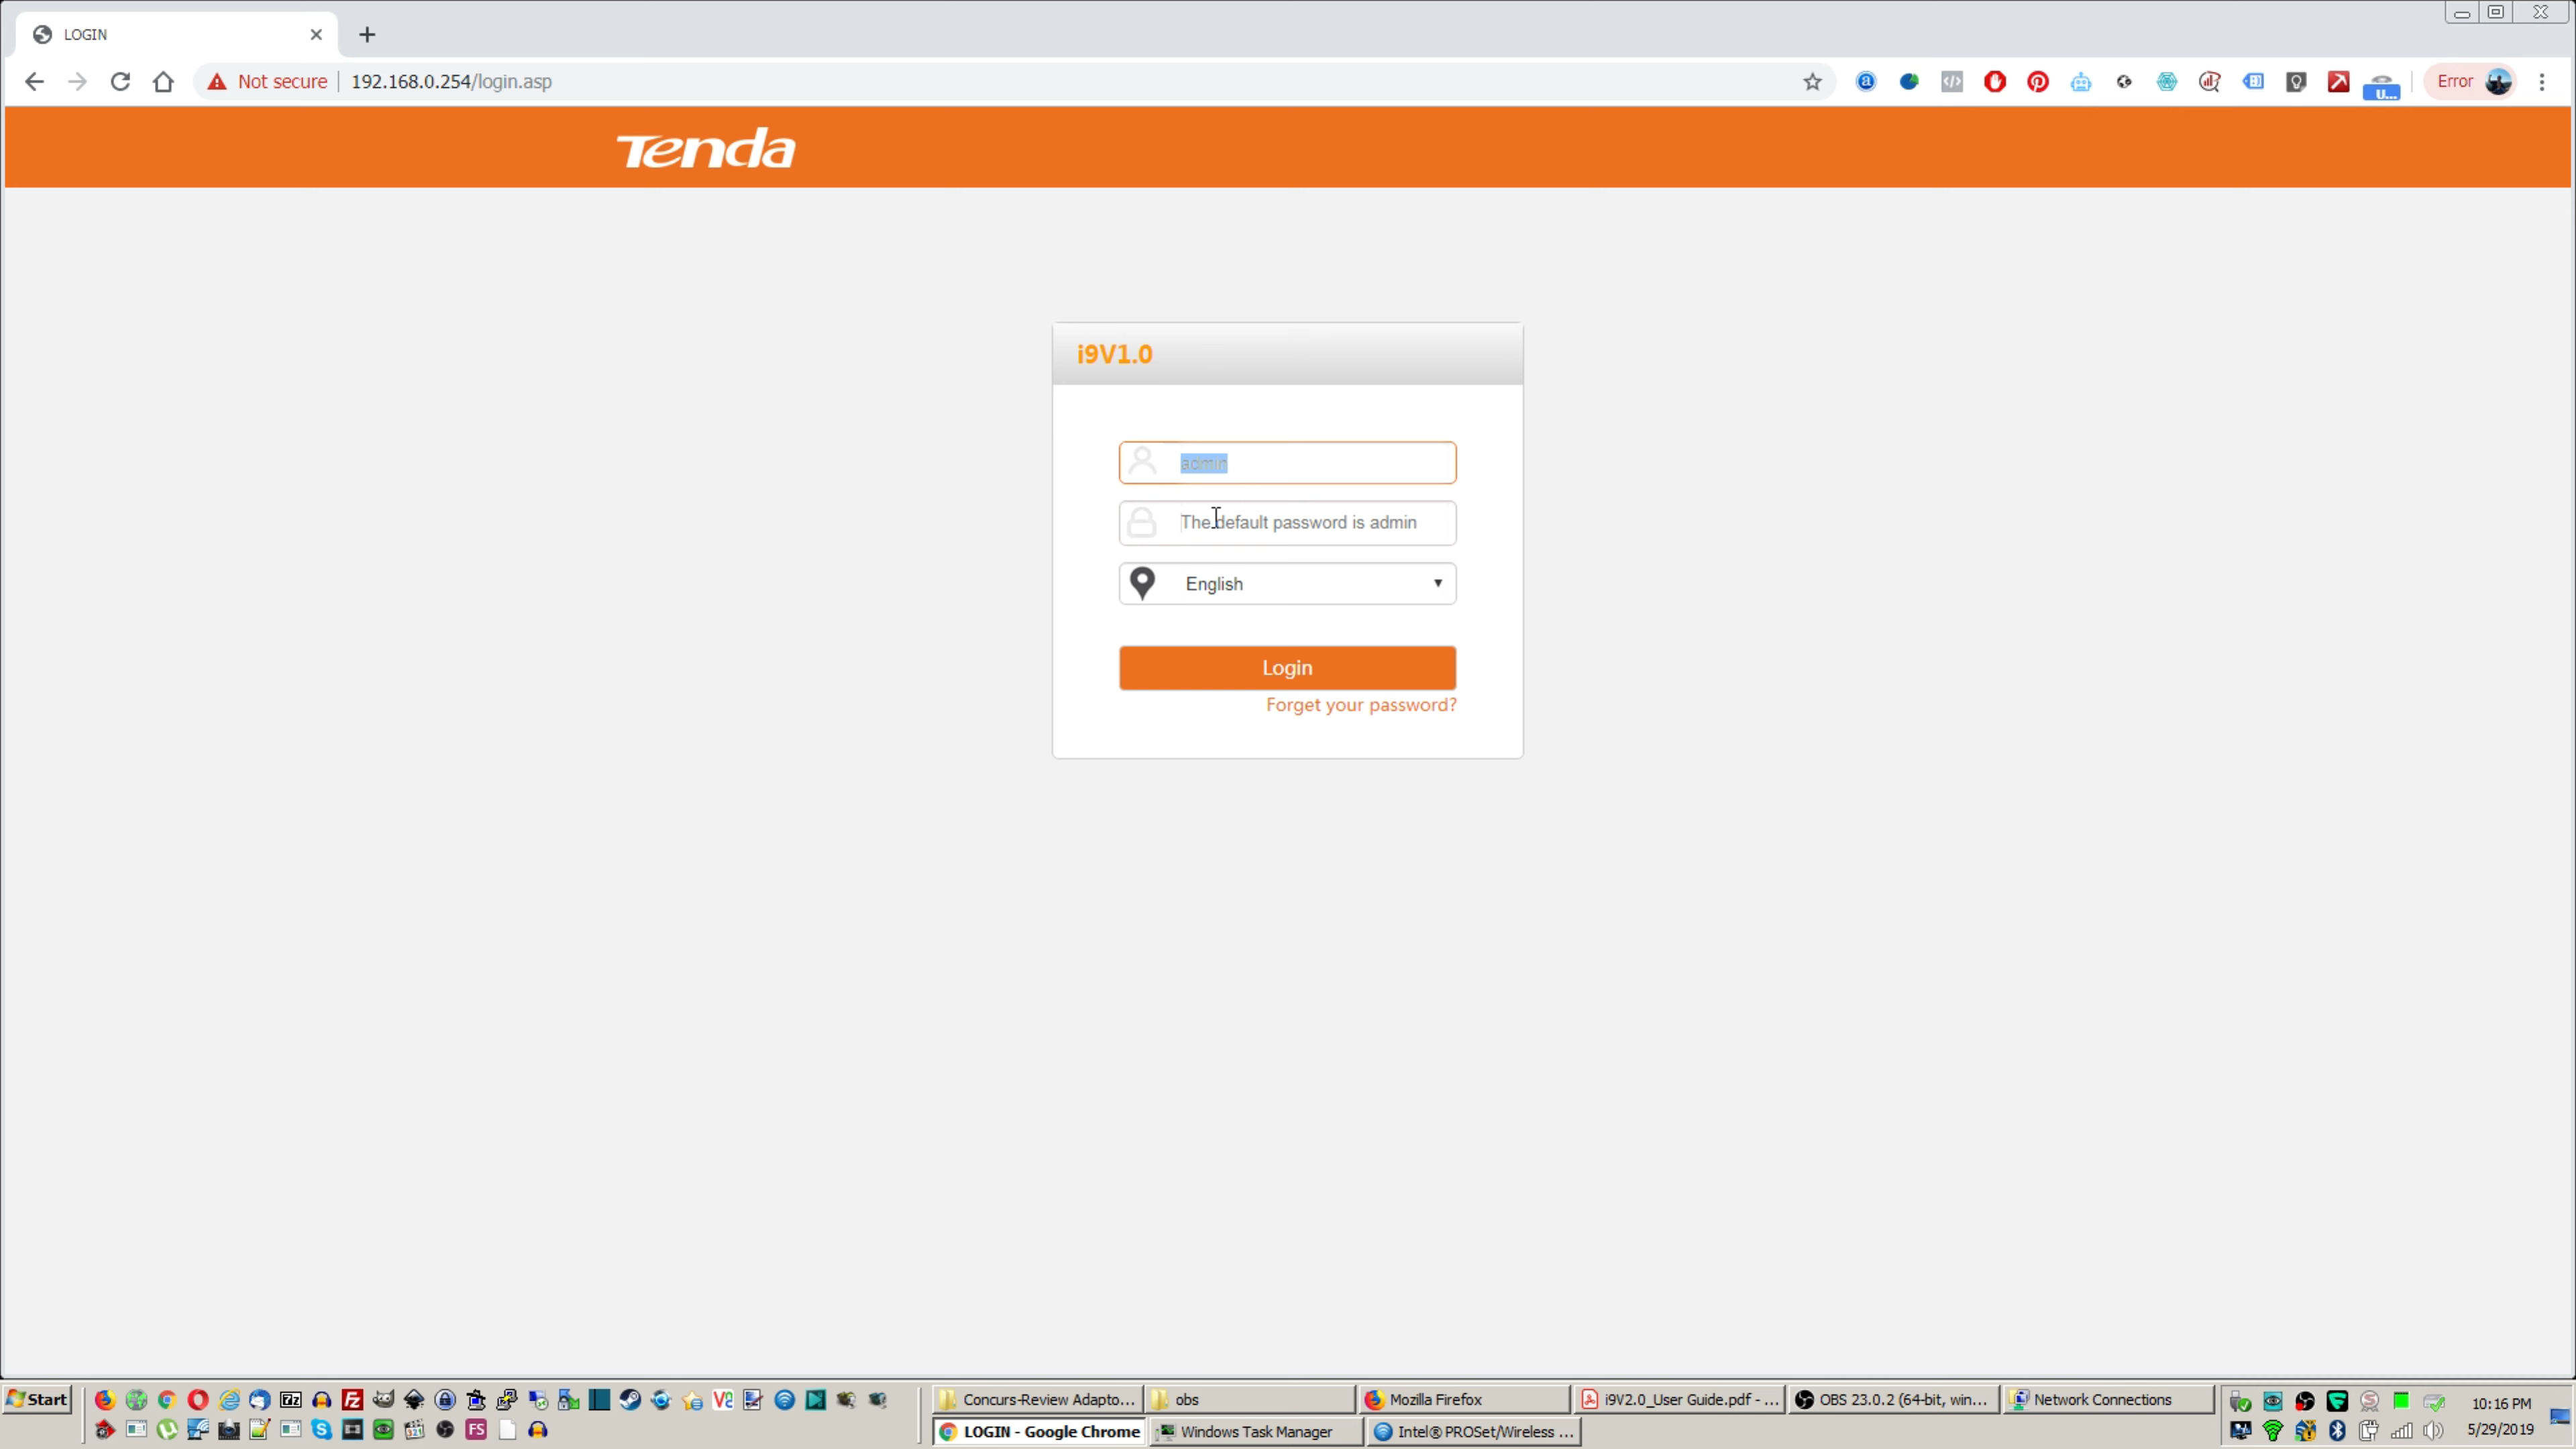 LOGIN
Not secure
192.168.0.254/login.asp
Error
u...
Tenda
i9V1.0
admin
The default password is admin
English
Login
Forget your password?
Start
Concurs-Review Adapto...
obs
Mozilla Firefox
i9V2.0_User Guide.pdf - ...
OBS 23.0.2 (64-bit, win...
Network Connections
10:16 PM
LOGIN - Google Chrome
Windows Task Manager
Intel® PROSet/Wireless ...
5/29/2019